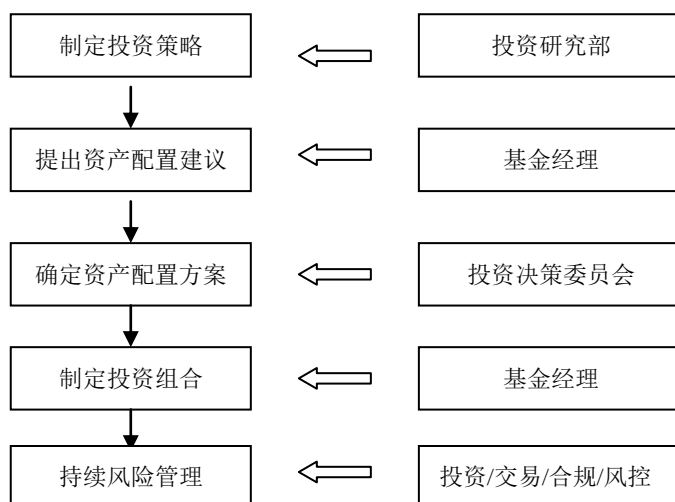 制定投资策略
投资研究部
提出资产配置建议
基金经理
确定资产配置方案
投资决策委员会
制定投资组合
基金经理
持续风险管理
投资/交易/合规/风控